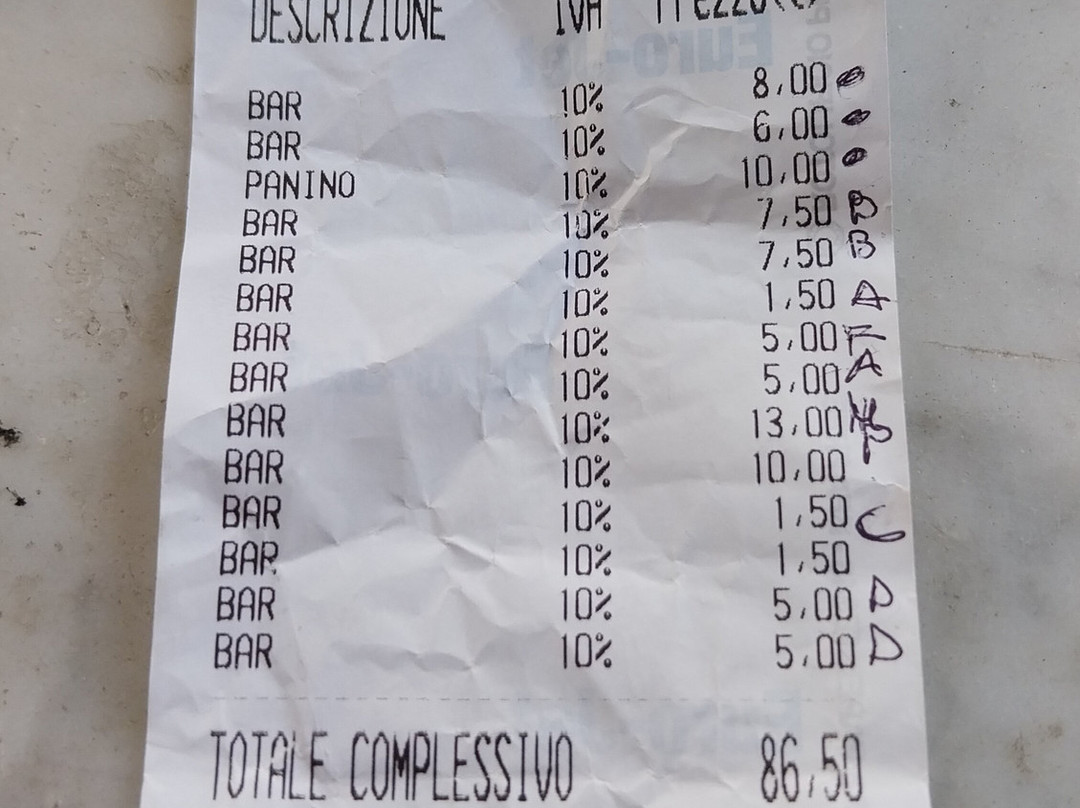 DESCRIZIONE IVA Prezzo(€)
BAR 10% 8,00
BAR 10% 6,00
PANINO 10% 10,00
BAR 10% 7,50 B
BAR 10% 7,50 B
BAR 10% 1,50 A
BAR 10% 5,00 F
BAR 10% 5,00 A
BAR 10% 13,00
BAR 10% 10,00
BAR 10% 1,50 C
BAR 10% 1,50
BAR 10% 5,00 D
BAR 10% 5,00 D
TOTALE COMPLESSIVO 86,50